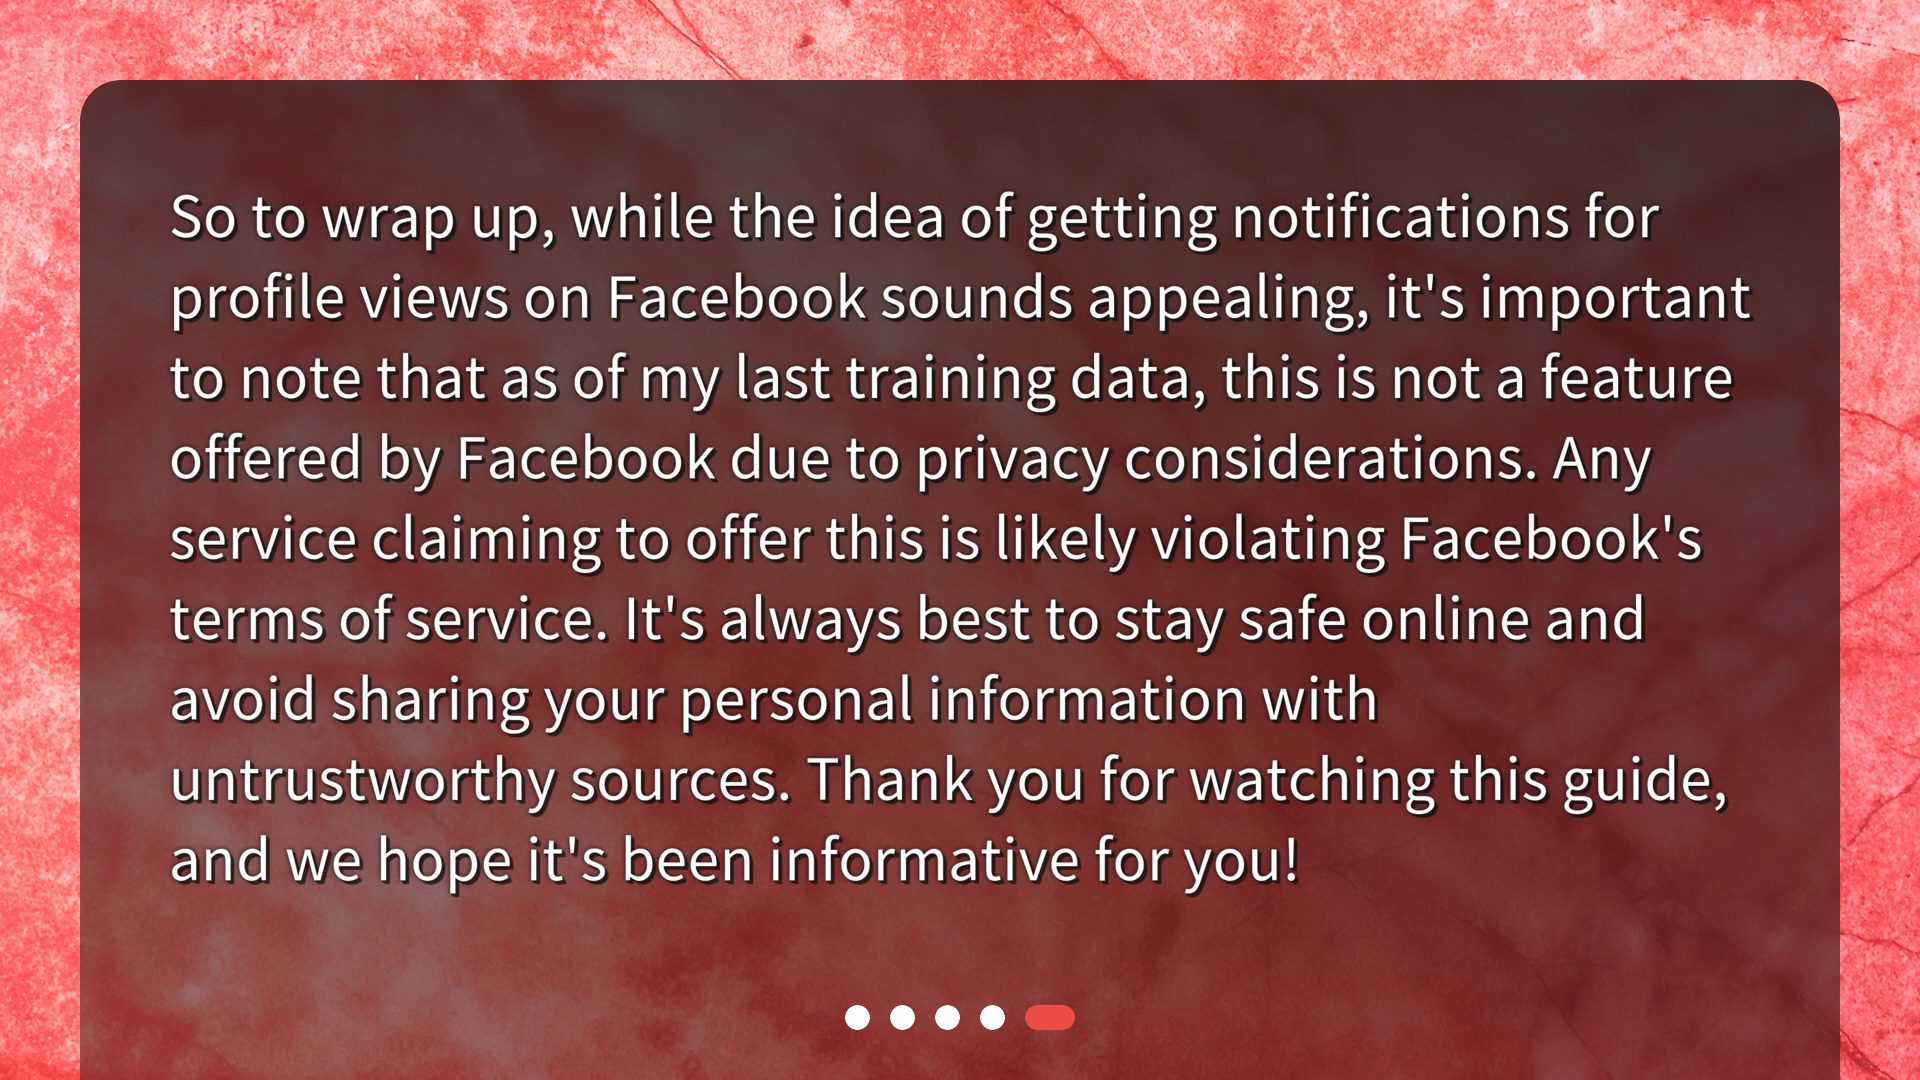 So to wrap up, while the idea of getting notifications for
profile views on Facebook sounds appealing, it's important
to note that as of my last training data, this is not a feature
offered by Facebook due to privacy considerations. Any
service claiming to offer this is likely violating Facebook's
terms of service. It's always best to stay safe online and
avoid sharing your personal information with
untrustworthy sources. Thank you for watching this guide,
and we hope it's been informative for you!